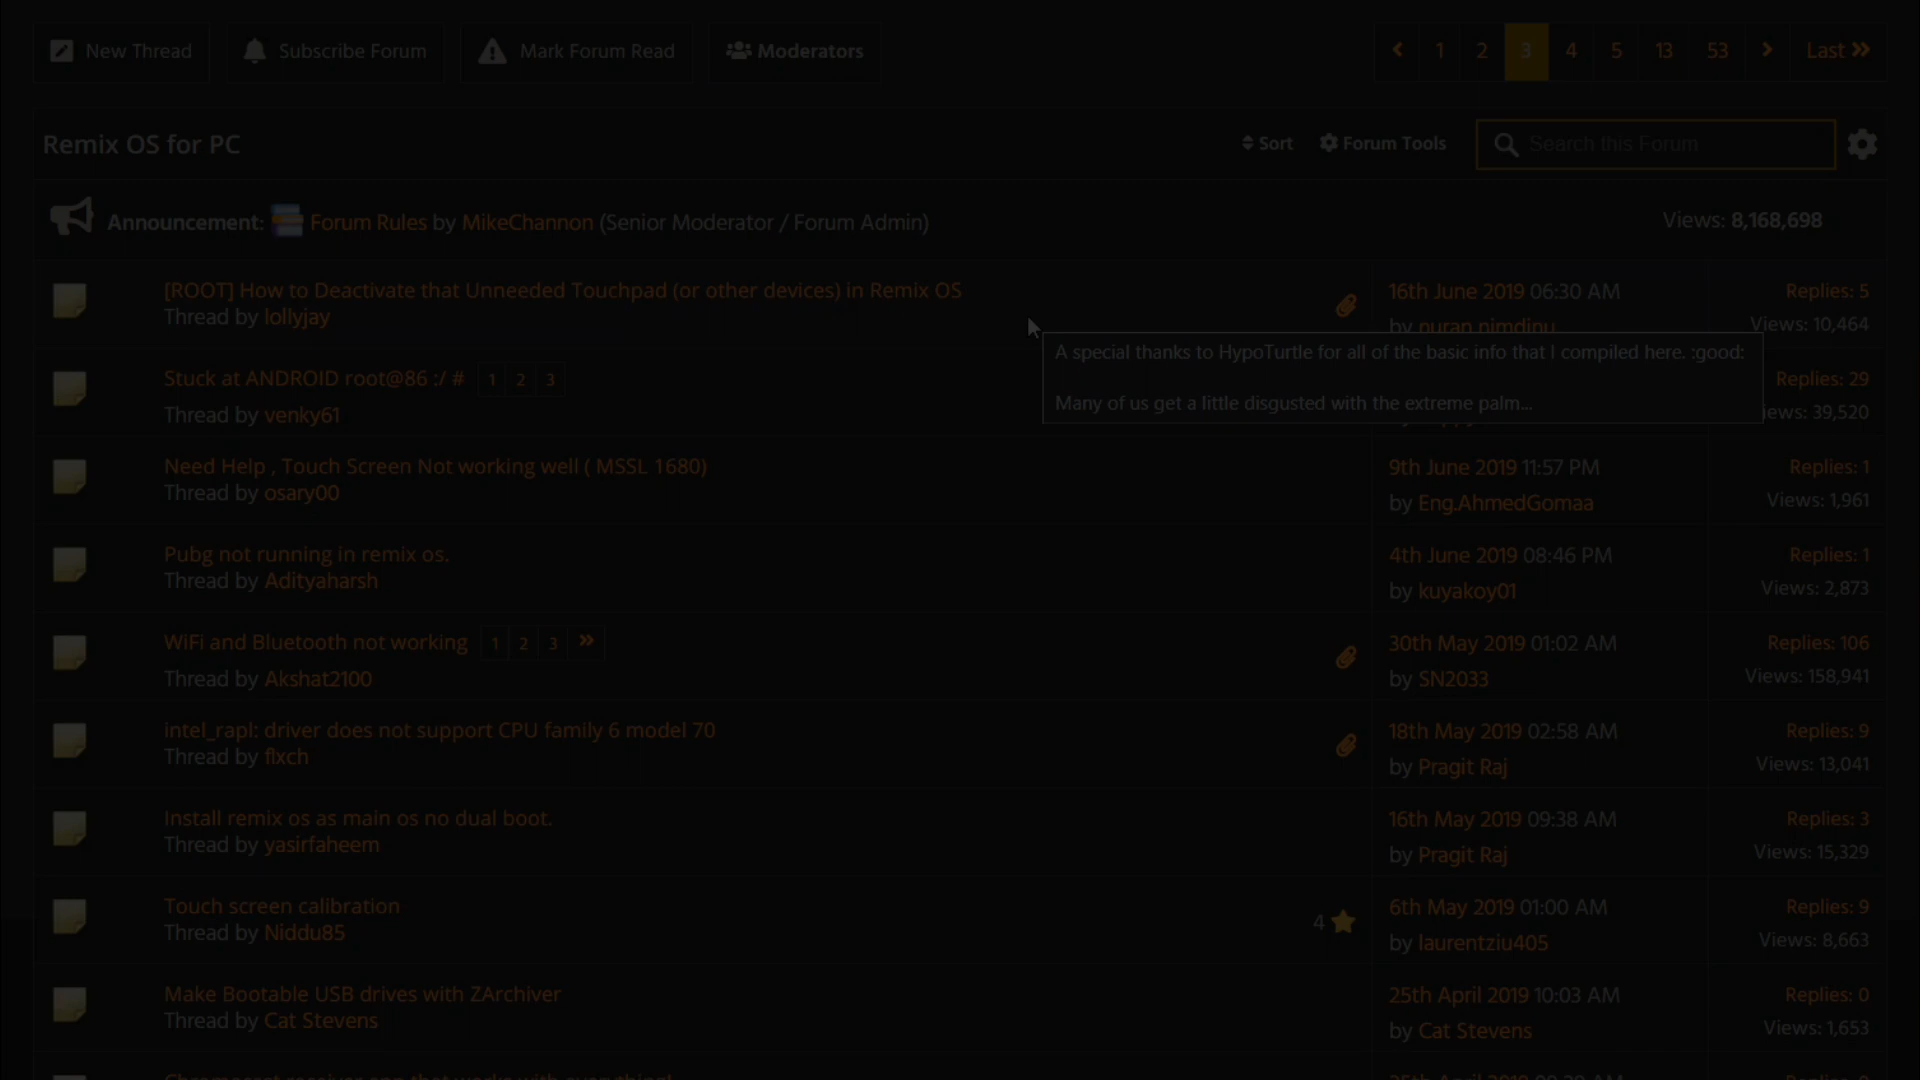 New Thread
Subscribe Forum
Mark Forum Read
Moderators
1 2 3 4 5 13 53 Last
Remix OS for PC
Sort
Forum Tools
Search this Forum
Announcement: Forum Rules by MikeChannon (Senior Moderator / Forum Admin)
Views: 8,168,698
[ROOT] How to Deactivate that Unneeded Touchpad (or other devices) in Remix OS
Thread by lollyjay
16th June 2019 06:30 AM
by nuran nimdinu
Replies: 5
Views: 10,464
A special thanks to HypoTurtle for all of the basic info that I compiled here. :good:
Many of us get a little disgusted with the extreme palm...
Stuck at ANDROID root@86 :/ # 1 2 3
Thread by venky61
Replies: 29
iews: 39,520
Need Help , Touch Screen Not working well ( MSSL 1680)
Thread by osary00
9th June 2019 11:57 PM
by Eng.AhmedGomaa
Replies: 1
Views: 1,961
Pubg not running in remix os.
Thread by Adityaharsh
4th June 2019 08:46 PM
by kuyakoy01
Replies: 1
Views: 2,873
WiFi and Bluetooth not working 1 2 3
Thread by Akshat2100
30th May 2019 01:02 AM
by SN2033
Replies: 106
Views: 158,941
intel_rapl: driver does not support CPU family 6 model 70
Thread by flxch
18th May 2019 02:58 AM
by Pragit Raj
Replies: 9
Views: 13,041
Install remix os as main os no dual boot.
Thread by yasirfaheem
16th May 2019 09:38 AM
by Pragit Raj
Replies: 3
Views: 15,329
Touch screen calibration
Thread by Niddu85
4
6th May 2019 01:00 AM
by laurentziu405
Replies: 9
Views: 8,663
Make Bootable USB drives with ZArchiver
Thread by Cat Stevens
25th April 2019 10:03 AM
by Cat Stevens
Replies: 0
Views: 1,653